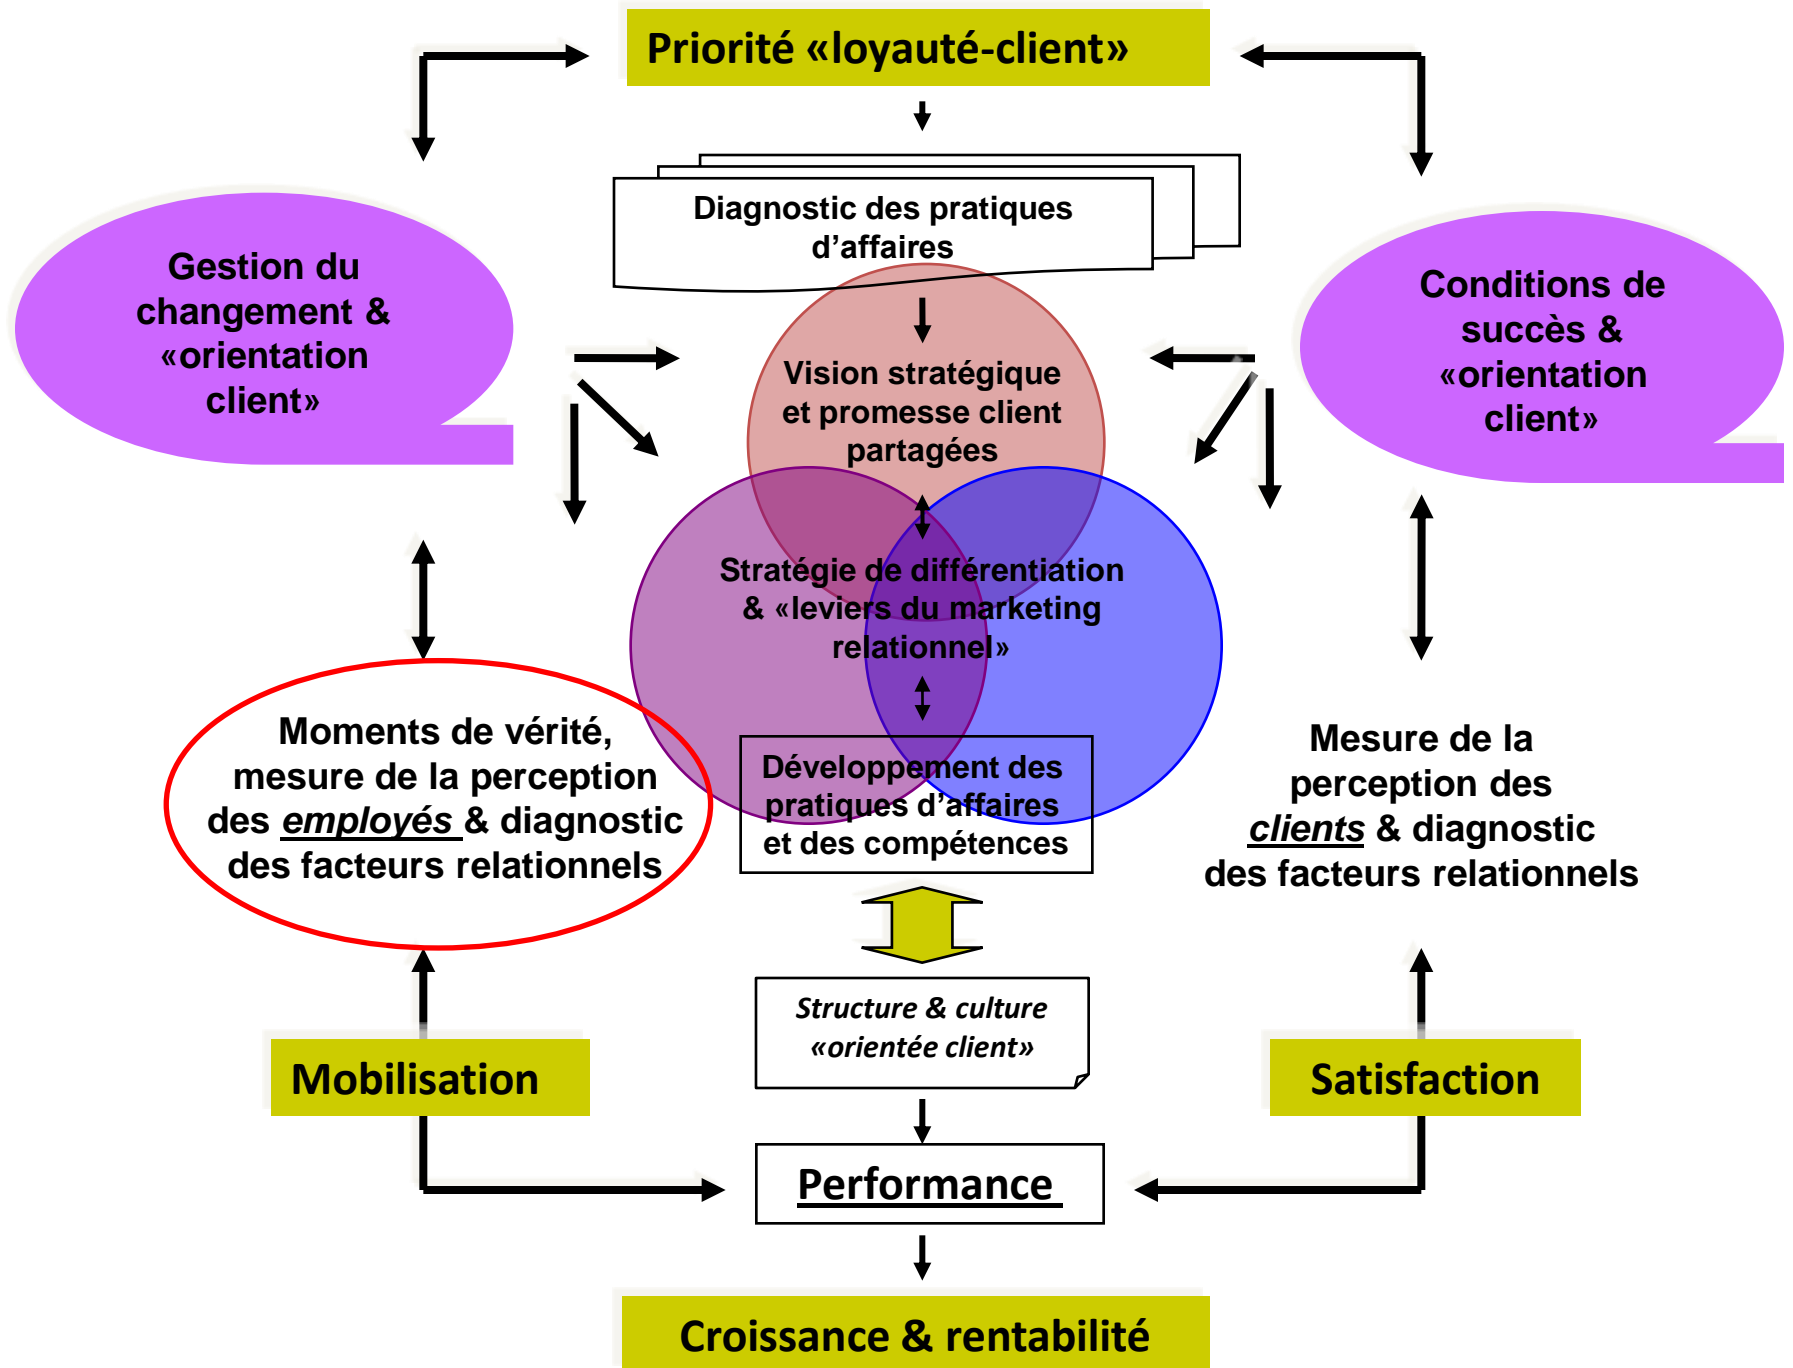 Priorité «loyauté-client»
Diagnostic des pratiques
d’affaires
Gestion du
changement &
«orientation
client»
Conditions de
succès &
«orientation
client»
Vision stratégique
et promesse client
partagées
Stratégie de différentiation
& «leviers du marketing
relationnel»
Moments de vérité,
mesure de la perception
des employés & diagnostic
des facteurs relationnels
Développement des
pratiques d’affaires
et des compétences
Mesure de la
perception des
clients & diagnostic
des facteurs relationnels
Structure & culture
«orientée client»
Mobilisation
Satisfaction
Performance
Croissance & rentabilité